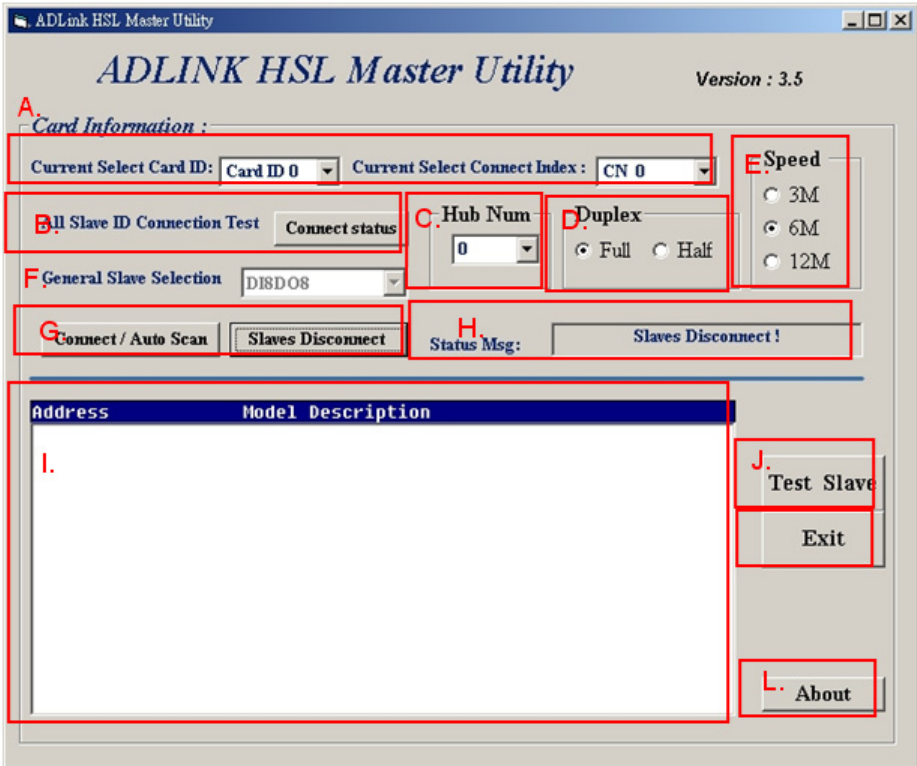 ADLink HSL Master Utility
ADLINK HSL Master Utility
Version : 3.5
A.
Card Information :
Current Select Card ID: Card ID 0 Current Select Connect Index : CN 0
E. Speed
3M
6M
12M
B. All Slave ID Connection Test Connect status
C. Hub Num
0
D. Duplex
Full Half
F. General Slave Selection DI8DO8
G. Connect / Auto Scan Slaves Disconnect
H. Status Msg: Slaves Disconnect !
Address Model Description
I.
J. Test Slave
Exit
L. About